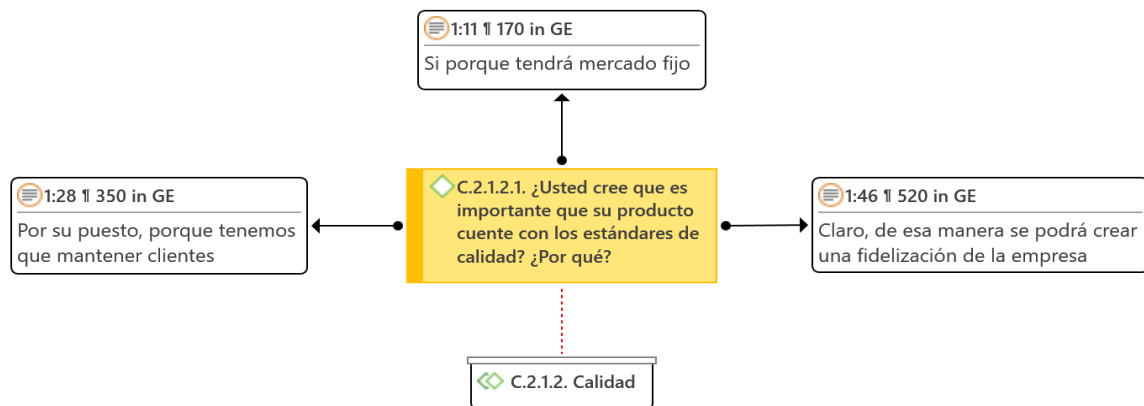 1:11 ¶ 170 in GE
Si porque tendrá mercado fijo
1:28 ¶ 350 in GE
Por su puesto, porque tenemos
que mantener clientes
C.2.1.2.1. ¿Usted cree que es
importante que su producto
cuente con los estándares de
calidad? ¿Por qué?
1:46 ¶ 520 in GE
Claro, de esa manera se podrá crear
una fidelización de la empresa
C.2.1.2. Calidad